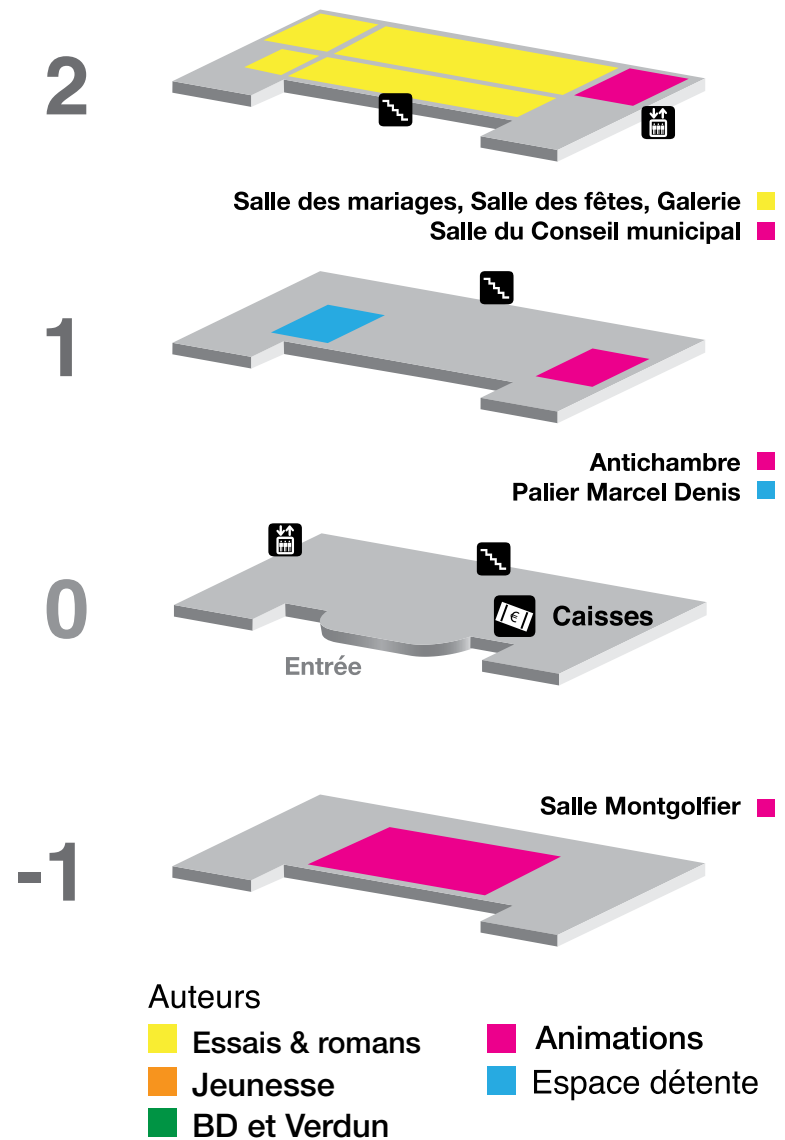 2
Salle des mariages, Salle des fêtes, Galerie
Salle du Conseil municipal
1
Antichambre
Palier Marcel Denis
0
€
Caisses
Entrée
Salle Montgolfier
-1
Auteurs
Essais & romans
Jeunesse
BD et Verdun
Animations
Espace détente